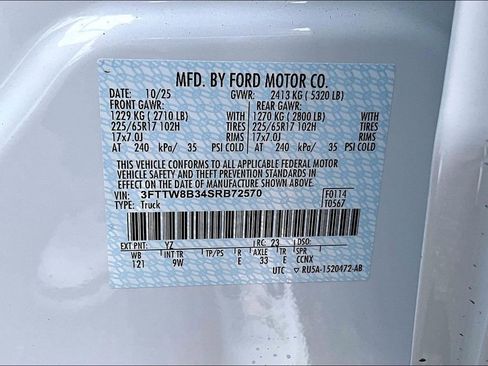 MFD. BY FORD MOTOR CO.
DATE: 10/25 GVWR: 2413 KG ( 5320 LB)
FRONT GAWR: REAR GAWR:
1229 KG ( 2710 LB) WITH 1270 KG ( 2800 LB) WITH
225/65R17 102H TIRES 225/65R17 102H TIRES
17x7.0J RIMS 17x7.0J RIMS
AT 240 kPa/ 35 PSI COLD AT 240 kPa/ 35 PSI COLD
THIS VEHICLE CONFORMS TO ALL APPLICABLE FEDERAL MOTOR
VEHICLE SAFETY AND THEFT PREVENTION STANDARDS IN EFFECT
ON THE DATE OF MANUFACTURE SHOWN ABOVE.
VIN: 3FTTW8B34SRB72570 F0114
TYPE: Truck T0567
EXT PNT: YZ RC: 23 DSO:
WB INT TR TP/PS R AXLE TR SPR
121 9W E 33 E CCNX
UTC ▽ RU5A-1520472-AB